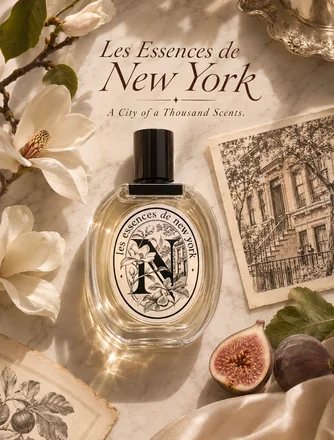 Les Essences de
New York
A City of a Thousand Scents.
les essences de new york
N